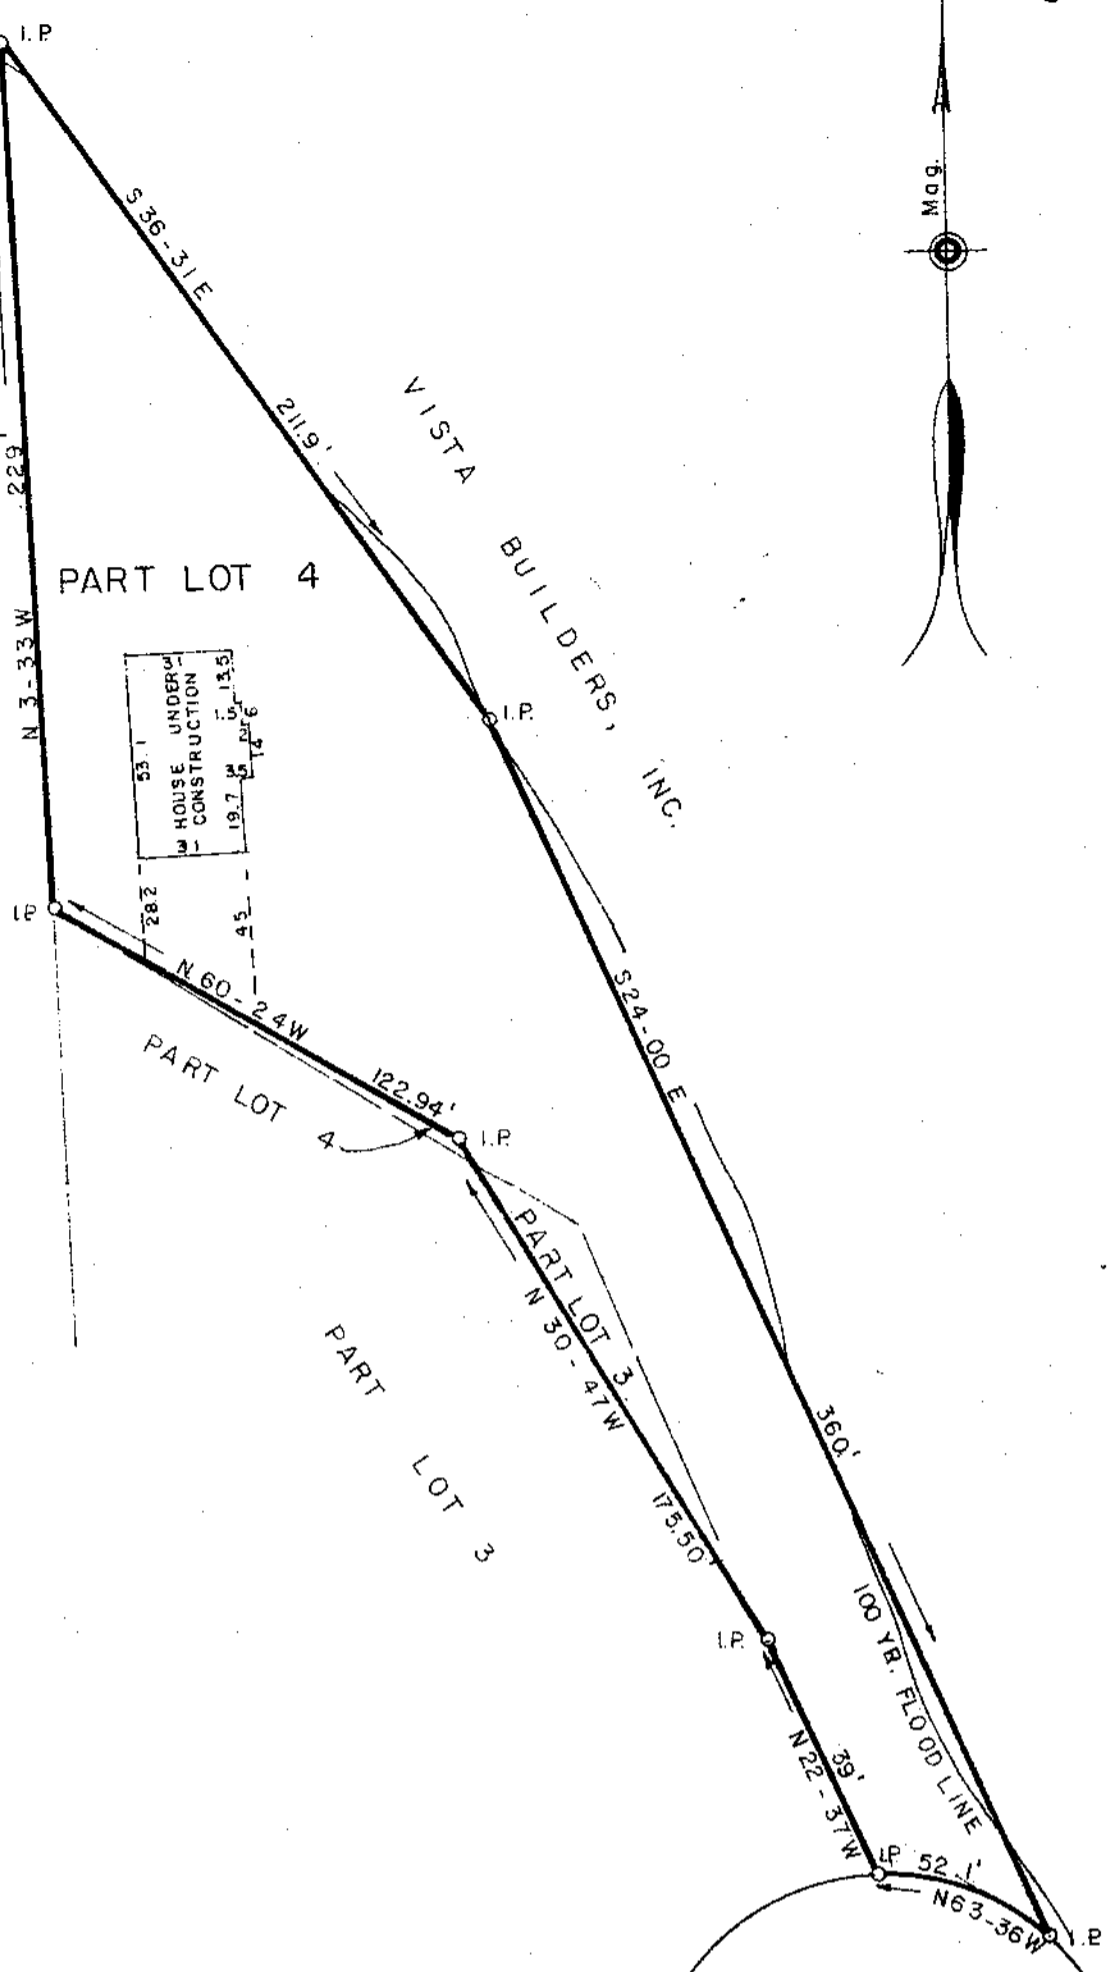 I.P.
Mag.
S 36-31 E
211.9'
VISTA BUILDERS, INC.
229'
N 3-33 W
PART LOT 4
53.1
HOUSE UNDER
CONSTRUCTION
13.5
1.5
6
14
3.5
19.7
I.P.
I.P.
28.2
45
N 60-24 W
122.94'
PART LOT 4
I.P.
S 24-00 E
360.'
PART LOT 3
N 30-47 W
175.50'
PART LOT 3
I.P.
100 YR. FLOOD LINE
N 22-37 W
39'
I.P.
52.1'
N 63-36 W
I.P.